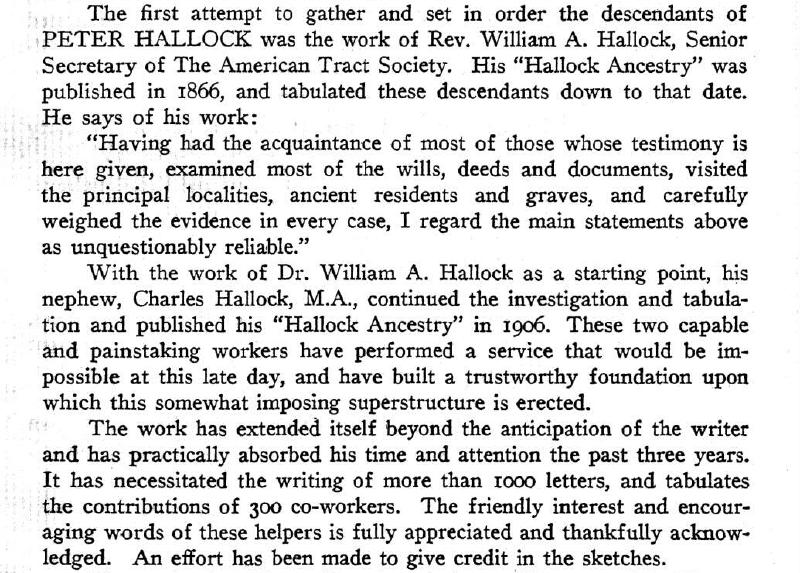 The first attempt to gather and set in order the descendants of
PETER HALLOCK was the work of Rev. William A. Hallock, Senior
Secretary of The American Tract Society. His “Hallock Ancestry” was
published in 1866, and tabulated these descendants down to that date.
He says of his work:
“Having had the acquaintance of most of those whose testimony is
here given, examined most of the wills, deeds and documents, visited
the principal localities, ancient residents and graves, and carefully
weighed the evidence in every case, I regard the main statements above
as unquestionably reliable.”
With the work of Dr. William A. Hallock as a starting point, his
nephew, Charles Hallock, M.A., continued the investigation and tabula-
tion and published his “Hallock Ancestry” in 1906. These two capable
and painstaking workers have performed a service that would be im-
possible at this late day, and have built a trustworthy foundation upon
which this somewhat imposing superstructure is erected.
The work has extended itself beyond the anticipation of the writer
and has practically absorbed his time and attention the past three years.
It has necessitated the writing of more than 1000 letters, and tabulates
the contributions of 300 co-workers. The friendly interest and encour-
aging words of these helpers is fully appreciated and thankfully acknow-
ledged. An effort has been made to give credit in the sketches.